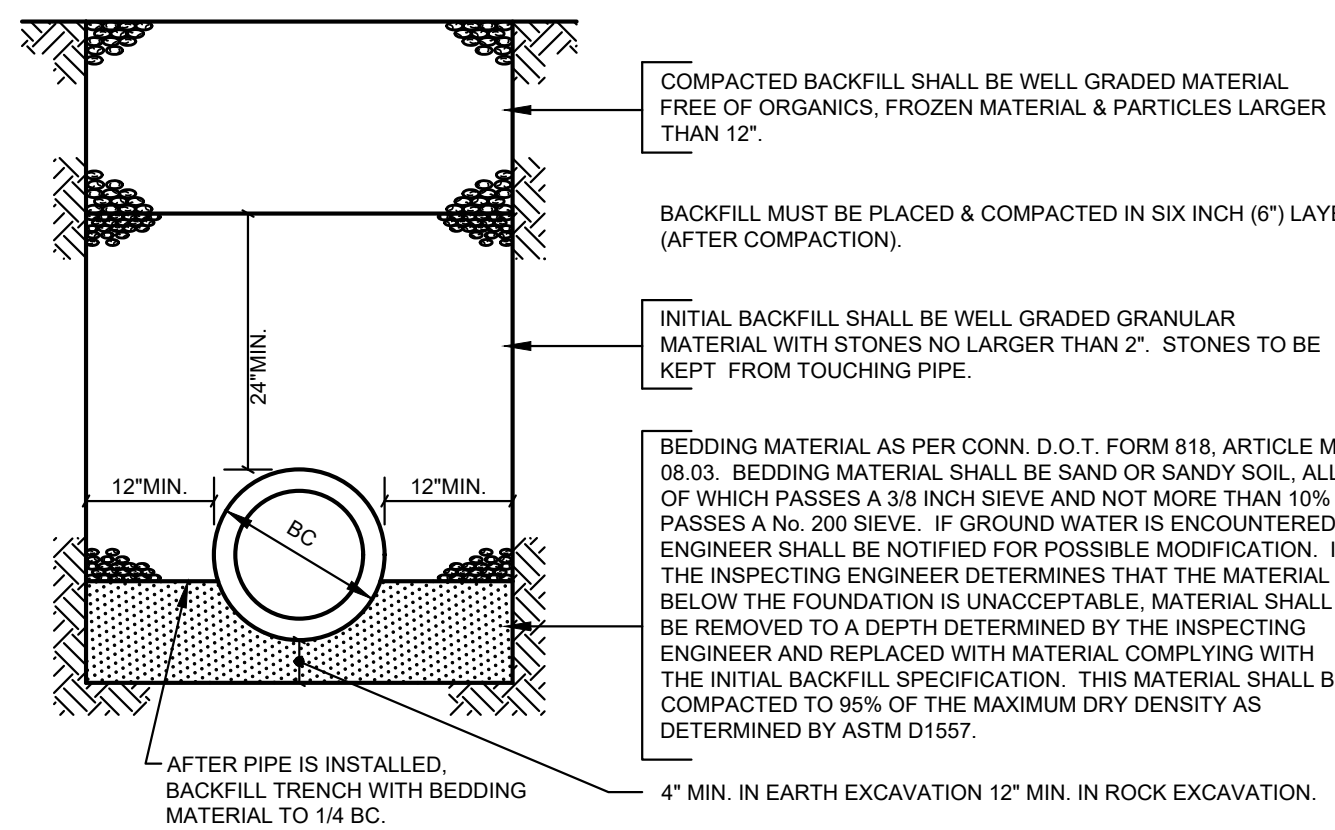 COMPACTED BACKFILL SHALL BE WELL GRADED MATERIAL
FREE OF ORGANICS, FROZEN MATERIAL & PARTICLES LARGER
THAN 12".
BACKFILL MUST BE PLACED & COMPACTED IN SIX INCH (6")
(AFTER COMPACTION).
24"MIN.
INITIAL BACKFILL SHALL BE WELL GRADED GRANULAR
MATERIAL WITH STONES NO LARGER THAN 2". STONES TO BE
KEPT FROM TOUCHING PIPE.
12"MIN.
12"MIN.
BC
BEDDING MATERIAL AS PER CONN. D.O.T. FORM 818, ARTICLE
08.03. BEDDING MATERIAL SHALL BE SAND OR SANDY SOIL, ALL
OF WHICH PASSES A 3/8 INCH SIEVE AND NOT MORE THAN 10%
PASSES A No. 200 SIEVE. IF GROUND WATER IS ENCOUNTERED
ENGINEER SHALL BE NOTIFIED FOR POSSIBLE MODIFICATION.
THE INSPECTING ENGINEER DETERMINES THAT THE MATERIAL
BELOW THE FOUNDATION IS UNACCEPTABLE, MATERIAL SHALL
BE REMOVED TO A DEPTH DETERMINED BY THE INSPECTING
ENGINEER AND REPLACED WITH MATERIAL COMPLYING WITH
THE INITIAL BACKFILL SPECIFICATION. THIS MATERIAL SHALL
COMPACTED TO 95% OF THE MAXIMUM DRY DENSITY AS
DETERMINED BY ASTM D1557.
AFTER PIPE IS INSTALLED,
BACKFILL TRENCH WITH BEDDING
MATERIAL TO 1/4 BC.
4" MIN. IN EARTH EXCAVATION 12" MIN. IN ROCK EXCAVATION.